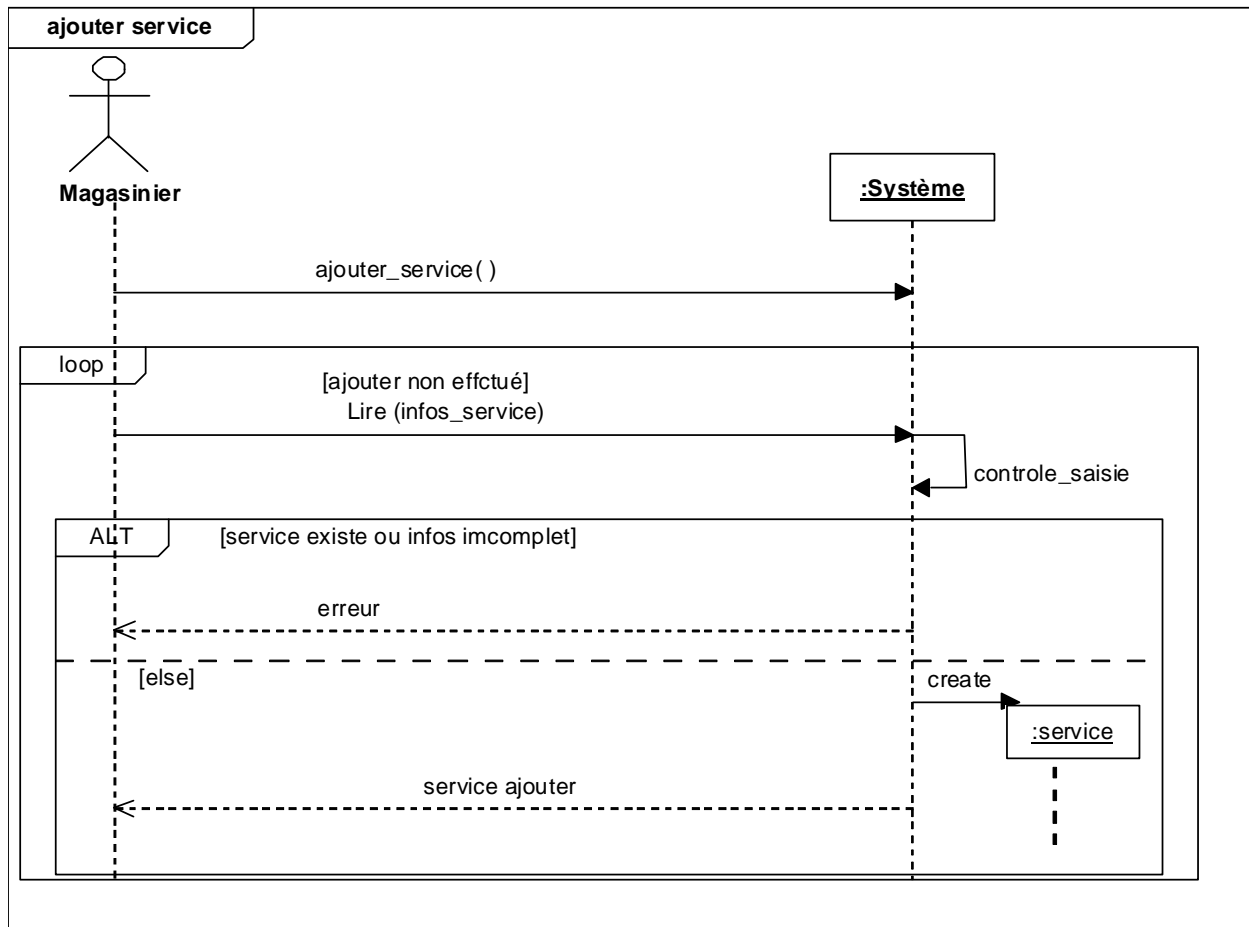 ajouter service
Magasinier
:Système
ajouter_service( )
loop
[ajouter non effctué]
Lire (infos_service)
controle_saisie
ALT
[service existe ou infos imcomplet]
erreur
[else]
create
:service
service ajouter